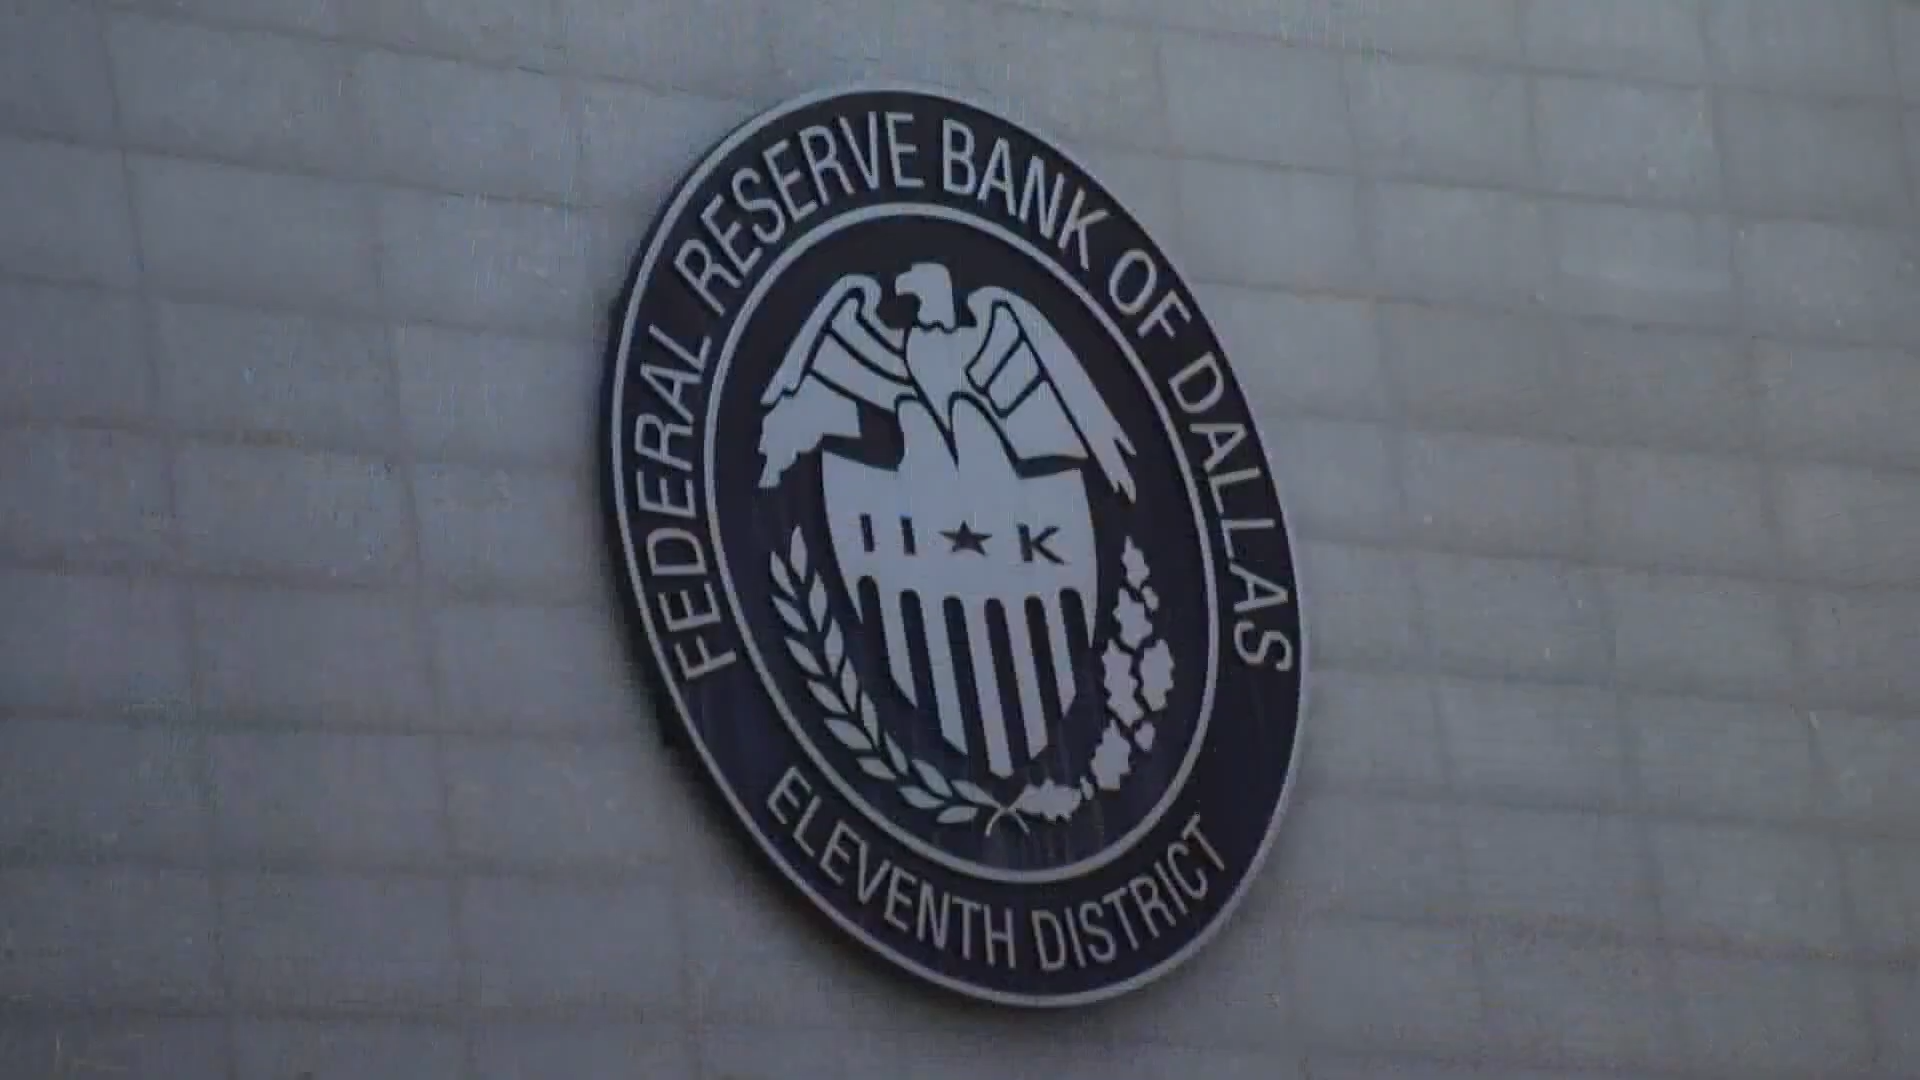 FEDERAL RESERVE BANK OF DALLAS
11★K
ELEVENTH DISTRICT